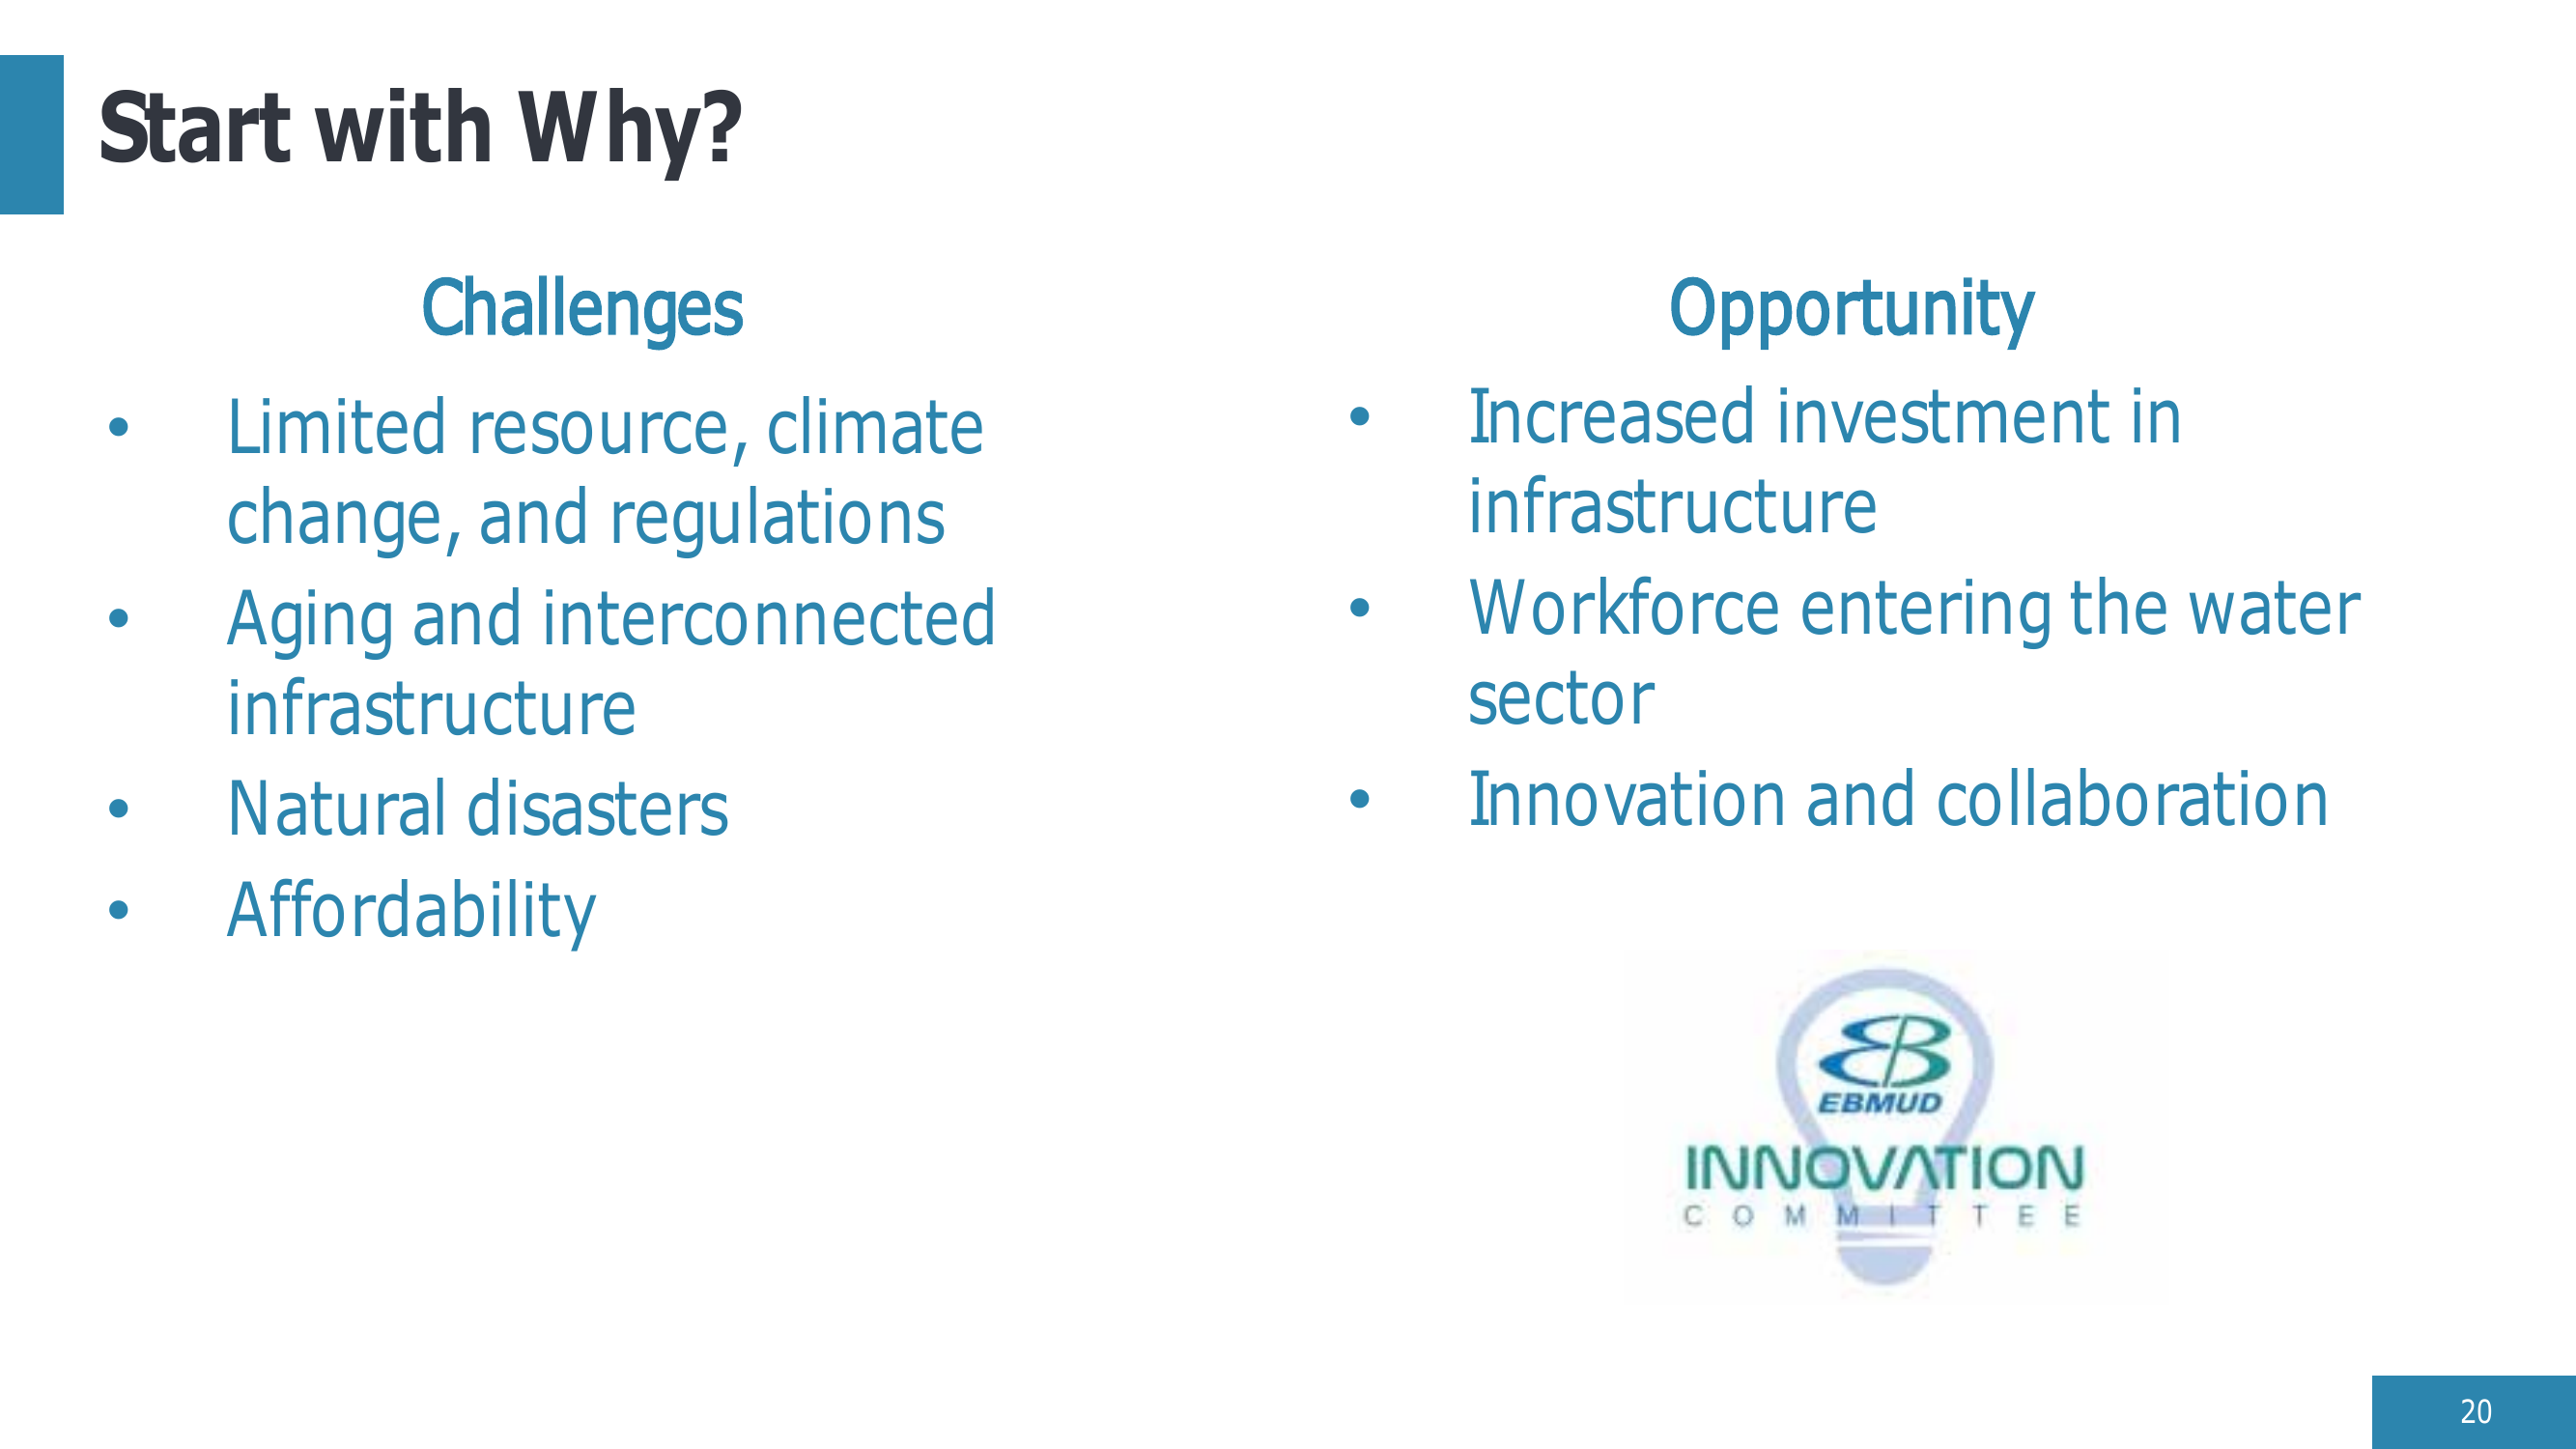 Start with Why?
Challenges
• Limited resource, climate
change, and regulations
• Aging and interconnected
infrastructure
• Natural disasters
• Affordability
Opportunity
• Increased investment in
infrastructure
• Workforce entering the water
sector
• Innovation and collaboration
EB
EBMUD
INNOVATION
COMMITTEE
20